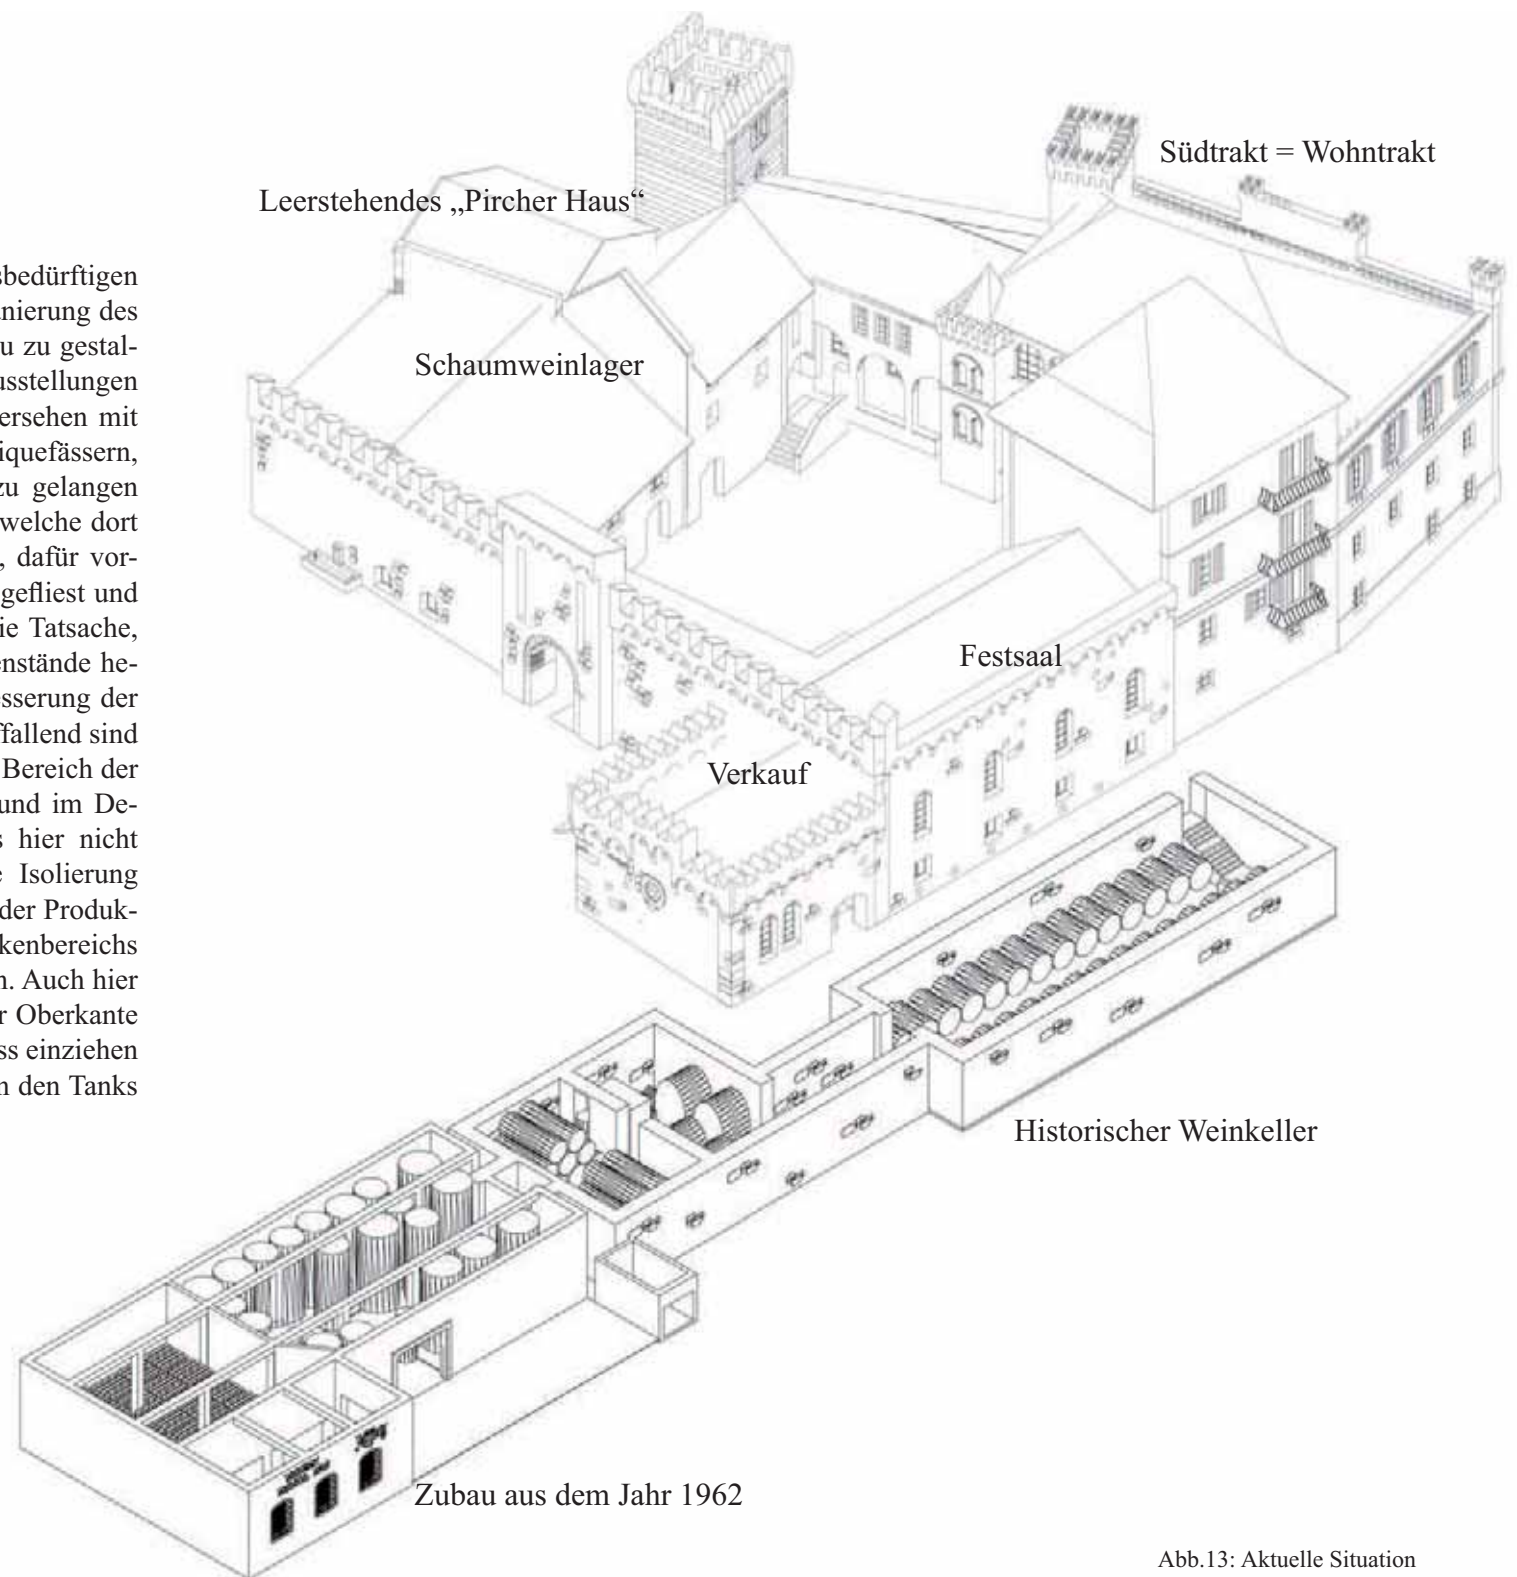 Südtrakt = Wohntrakt
Leerstehendes „Pircher Haus“
sbedürftigen
nierung des
u zu gestal-
usstellungen
ersehen mit
iquefässern,
zu gelangen
welche dort
, dafür vor-
gefliest und
ie Tatsache,
enstände he-
esserung der
ffallend sind
Bereich der
und im De-
s hier nicht
e Isolierung
der Produk-
kenbereichs
n. Auch hier
r Oberkante
ss einziehen
n den Tanks
Schaumweinlager
Festsaal
Verkauf
Historischer Weinkeller
Zubau aus dem Jahr 1962
Abb.13: Aktuelle Situation